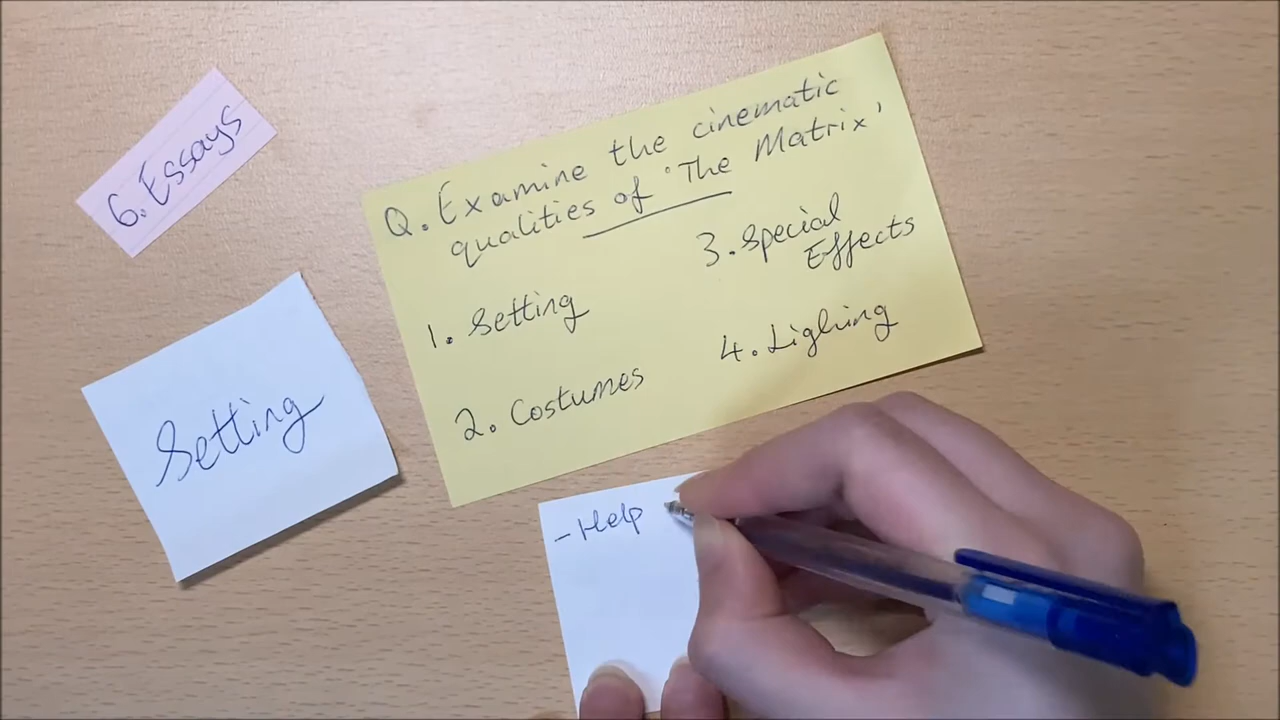 6. Essays
Q. Examine the cinematic
qualities of 'The Matrix'
1. Setting
2. Costumes
3. Special
Effects
4. Lighing
Setting
- Help